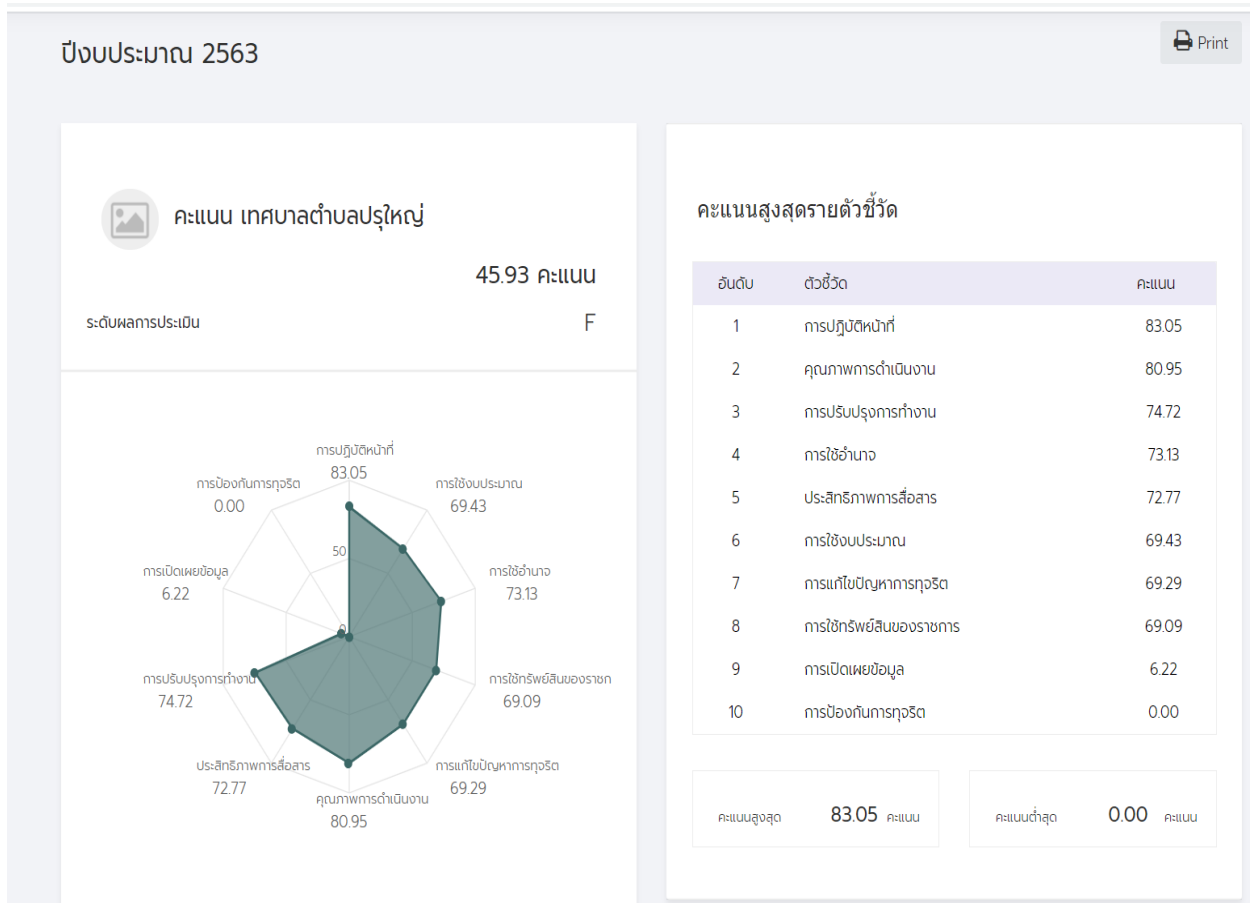 ปีงบประมาณ 2563
Print
คะแนน เทศบาลตำบลปรุใหญ่
45.93 คะแนน
ระดับผลการประเมิน F
การปฏิบัติหน้าที่
83.05
การป้องกันการทุจริต
0.00
การใช้งบประมาณ
69.43
50
การเปิดเผยข้อมูล
6.22
การใช้อำนาจ
73.13
0
การปรับปรุงการทำงาน
74.72
การใช้ทรัพย์สินของราชก
69.09
ประสิทธิภาพการสื่อสาร
72.77
การแก้ไขปัญหาการทุจริต
69.29
คุณภาพการดำเนินงาน
80.95
คะแนนสูงสุดรายตัวชี้วัด
อันดับ ตัวชี้วัด คะแนน
1 การปฏิบัติหน้าที่ 83.05
2 คุณภาพการดำเนินงาน 80.95
3 การปรับปรุงการทำงาน 74.72
4 การใช้อำนาจ 73.13
5 ประสิทธิภาพการสื่อสาร 72.77
6 การใช้งบประมาณ 69.43
7 การแก้ไขปัญหาการทุจริต 69.29
8 การใช้ทรัพย์สินของราชการ 69.09
9 การเปิดเผยข้อมูล 6.22
10 การป้องกันการทุจริต 0.00
คะแนนสูงสุด 83.05 คะแนน
คะแนนต่ำสุด 0.00 คะแนน